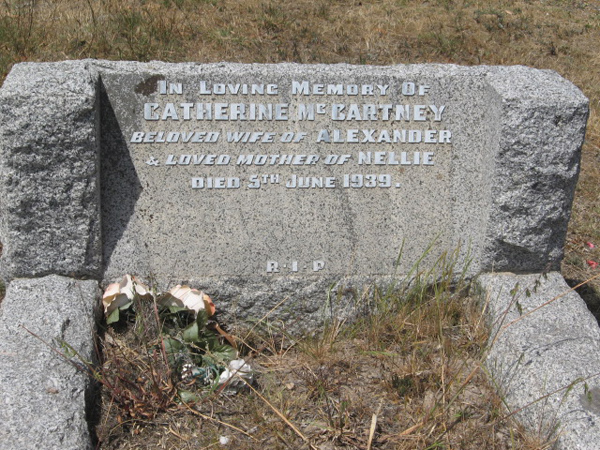 In Loving Memory Of
CATHERINE McCARTNEY
BELOVED WIFE OF ALEXANDER
& LOVED MOTHER OF NELLIE
DIED 5TH JUNE 1939.
R.I.P